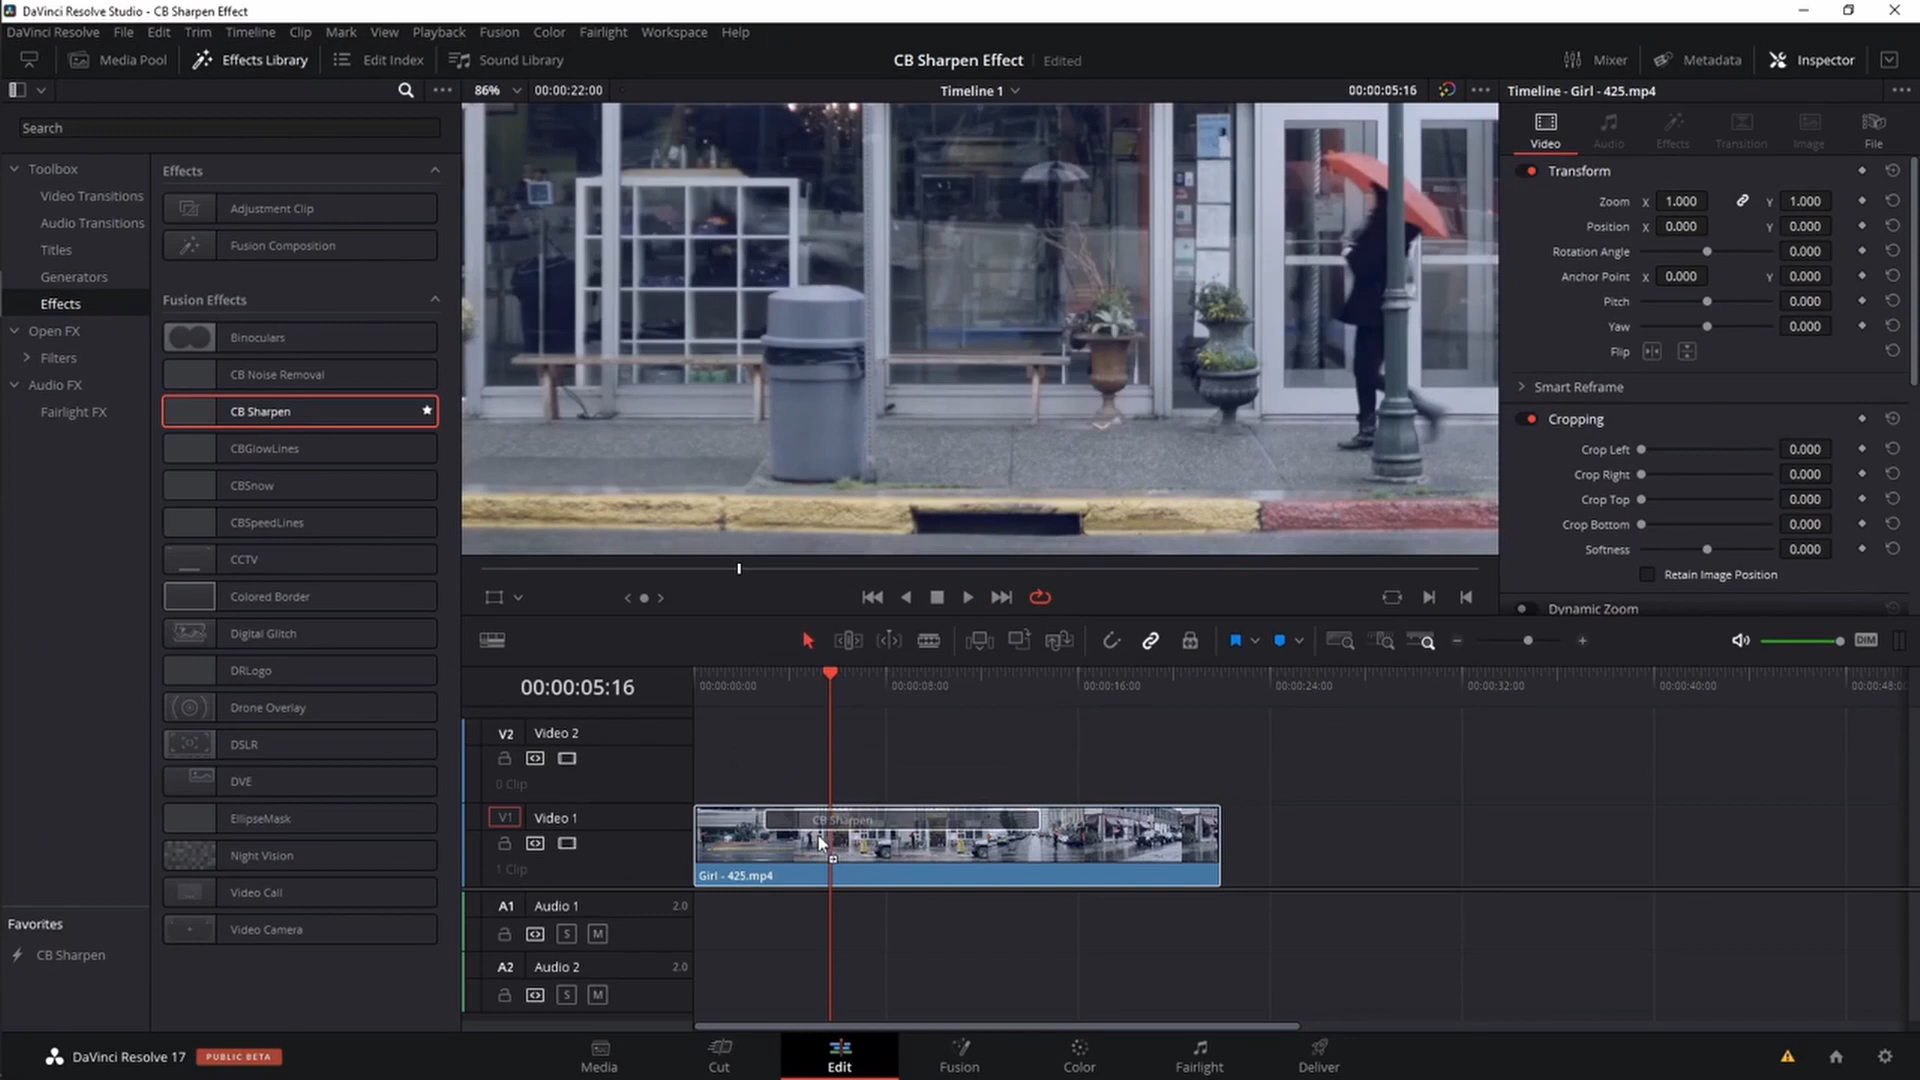 DaVinci Resolve Studio - CB Sharpen Effect
DaVinci Resolve File Edit Trim Timeline Clip Mark View Playback Fusion Color Fairlight Workspace Help
Media Pool Effects Library Edit Index Sound Library CB Sharpen Effect Edited Mixer Metadata Inspector
86% 00:00:22:00 Timeline 1 00:00:05:16 Timeline - Girl - 425.mp4
Search
Toolbox
Video Transitions
Audio Transitions
Titles
Generators
Effects
Open FX
Filters
Audio FX
Fairlight FX
Favorites
CB Sharpen
Effects
Adjustment Clip
Fusion Composition
Fusion Effects
Binoculars
CB Noise Removal
CB Sharpen
CBGlowLines
CBSnow
CBSpeedLines
CCTV
Colored Border
Digital Glitch
DRLogo
Drone Overlay
DSLR
DVE
EllipseMask
Night Vision
Video Call
Video Camera
Video Audio Effects Transition Image File
Transform
Zoom X 1.000 Y 1.000
Position X 0.000 Y 0.000
Rotation Angle 0.000
Anchor Point X 0.000 Y 0.000
Pitch 0.000
Yaw 0.000
Flip
Smart Reframe
Cropping
Crop Left 0.000
Crop Right 0.000
Crop Top 0.000
Crop Bottom 0.000
Softness 0.000
Retain Image Position
Dynamic Zoom
DIM
00:00:05:16 00:00:00:00 00:00:08:00 00:00:16:00 00:00:24:00 00:00:32:00 00:00:40:00 00:00:48:0
V2 Video 2
0 Clip
V1 Video 1
1 Clip
CB Sharpen
Girl - 425.mp4
A1 Audio 1 2.0
S M
A2 Audio 2 2.0
S M
DaVinci Resolve 17 PUBLIC BETA
Media Cut Edit Fusion Color Fairlight Deliver